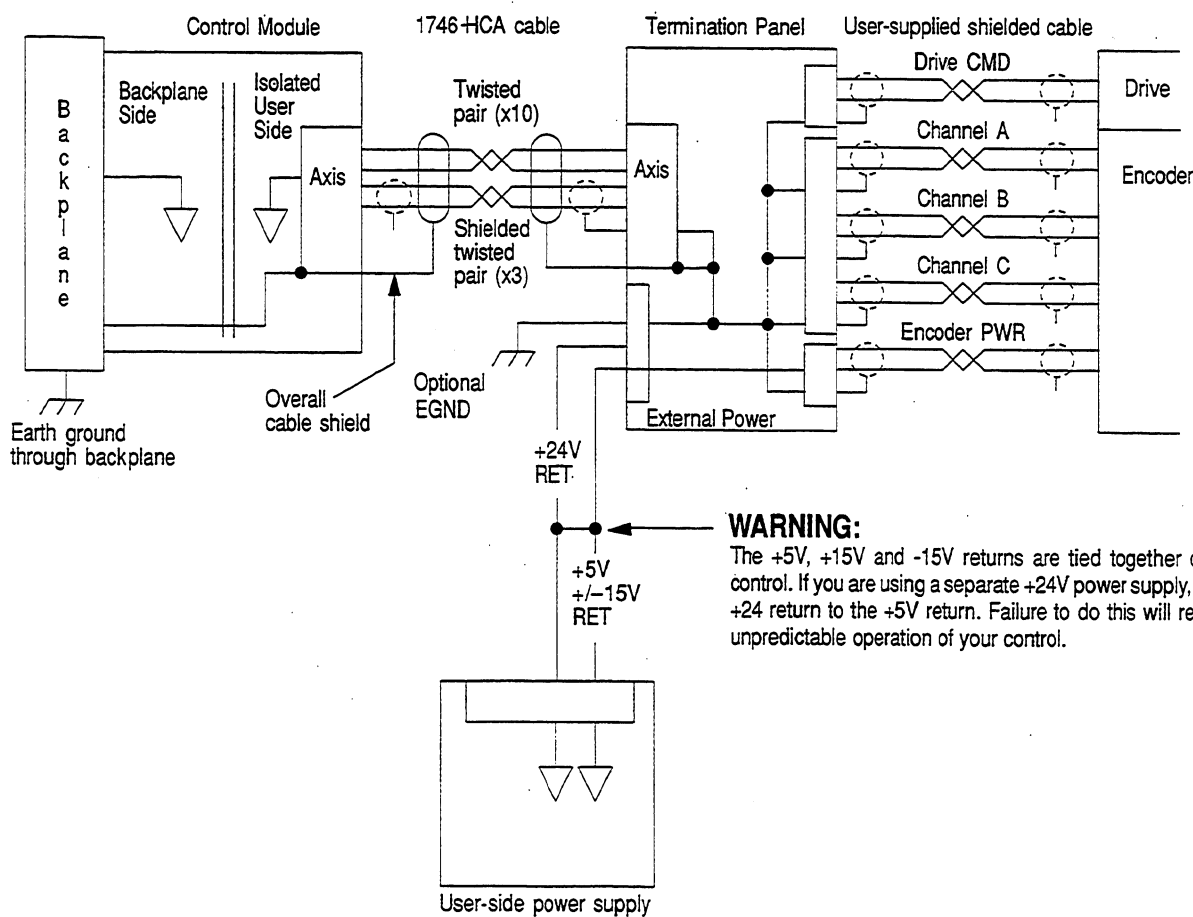 Control Module
1746-HCA cable
Termination Panel
User-supplied shielded cable
Backplane
Backplane
Side
Isolated
User
Side
Axis
Twisted
pair (x10)
Shielded
twisted
pair (x3)
Axis
Drive CMD
Channel A
Channel B
Channel C
Encoder PWR
Drive
Encoder
Earth ground
through backplane
Overall
cable shield
Optional
EGND
External Power
+24V
RET
+5V
+/-15V
RET
WARNING:
The +5V, +15V and -15V returns are tied together
control. If you are using a separate +24V power supply,
+24 return to the +5V return. Failure to do this will
unpredictable operation of your control.
User-side power supply